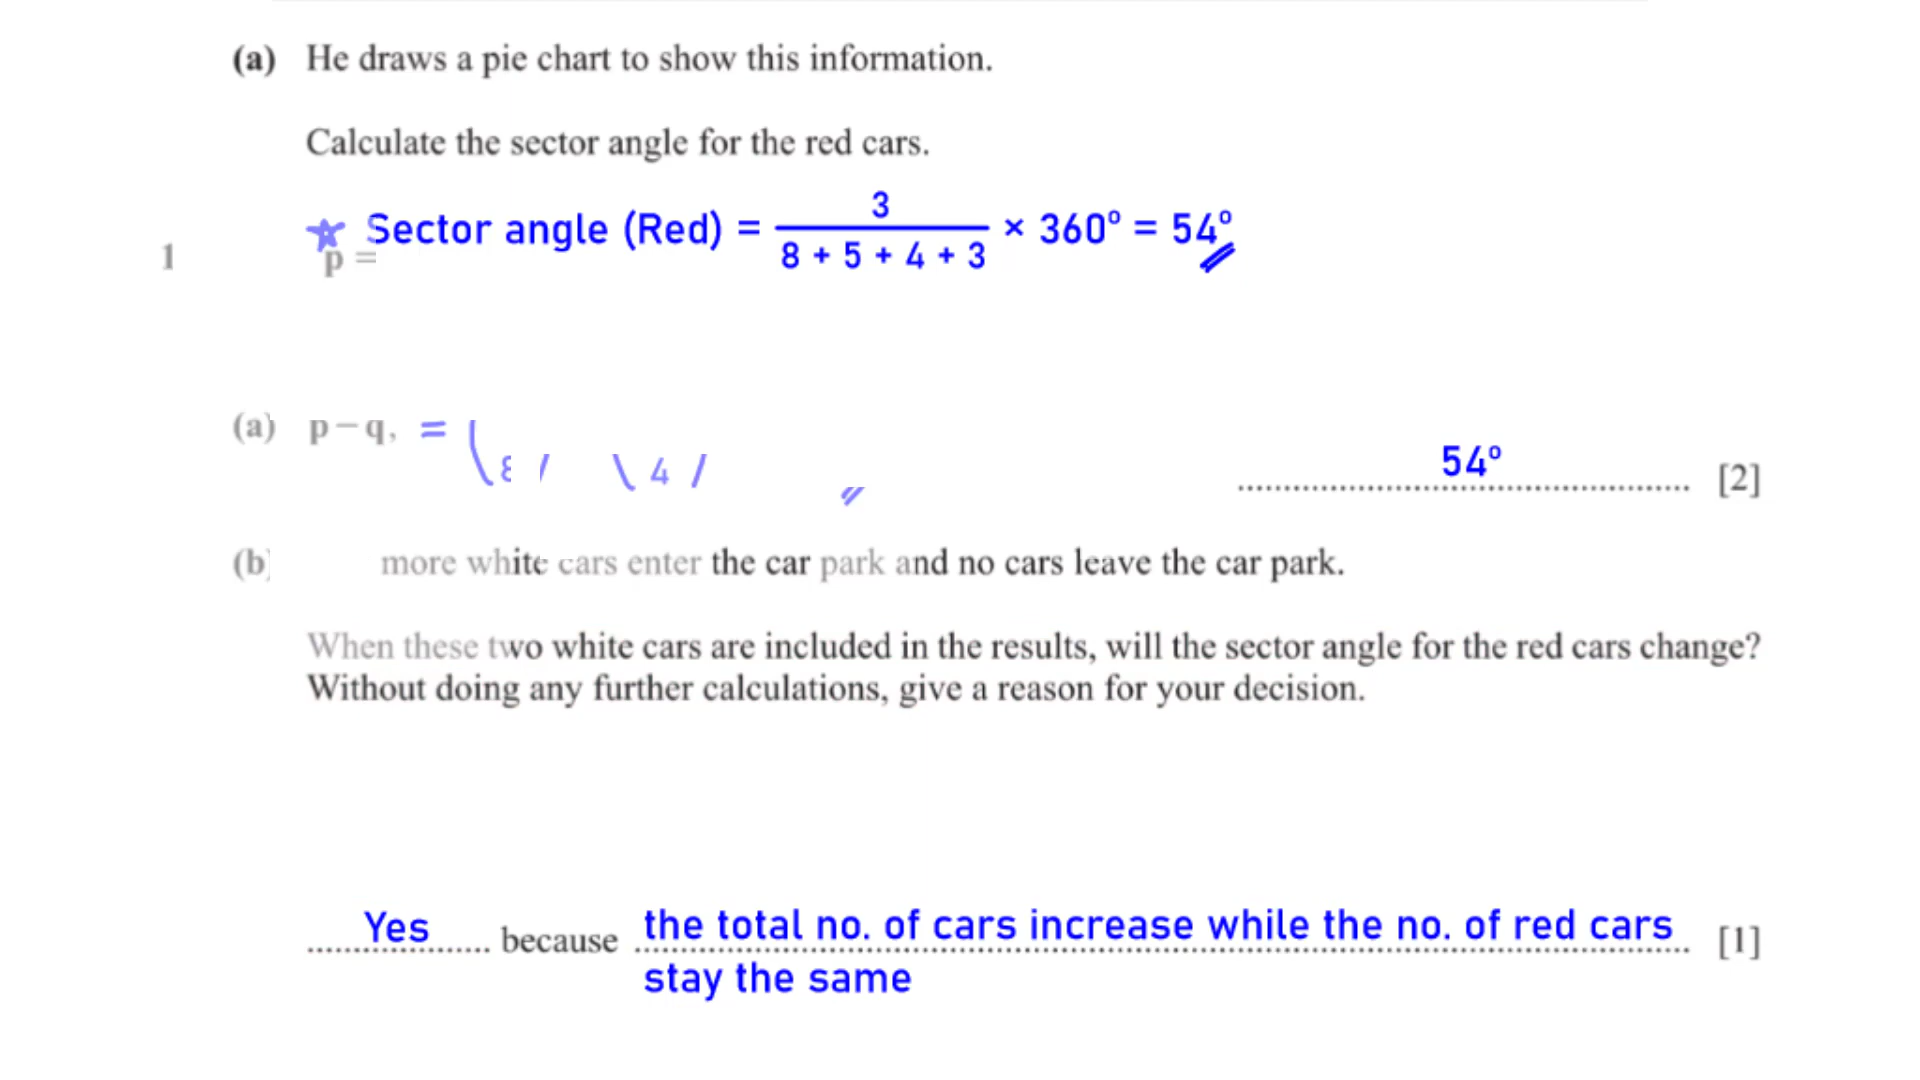 (a) He draws a pie chart to show this information.
Calculate the sector angle for the red cars.
Sector angle (Red) = 3 / (8 + 5 + 4 + 3) × 360° = 54°
1 p =
(a) p − q, =
8 4
54° [2]
(b) more white cars enter the car park and no cars leave the car park.
When these two white cars are included in the results, will the sector angle for the red cars change?
Without doing any further calculations, give a reason for your decision.
Yes because the total no. of cars increase while the no. of red cars [1]
stay the same